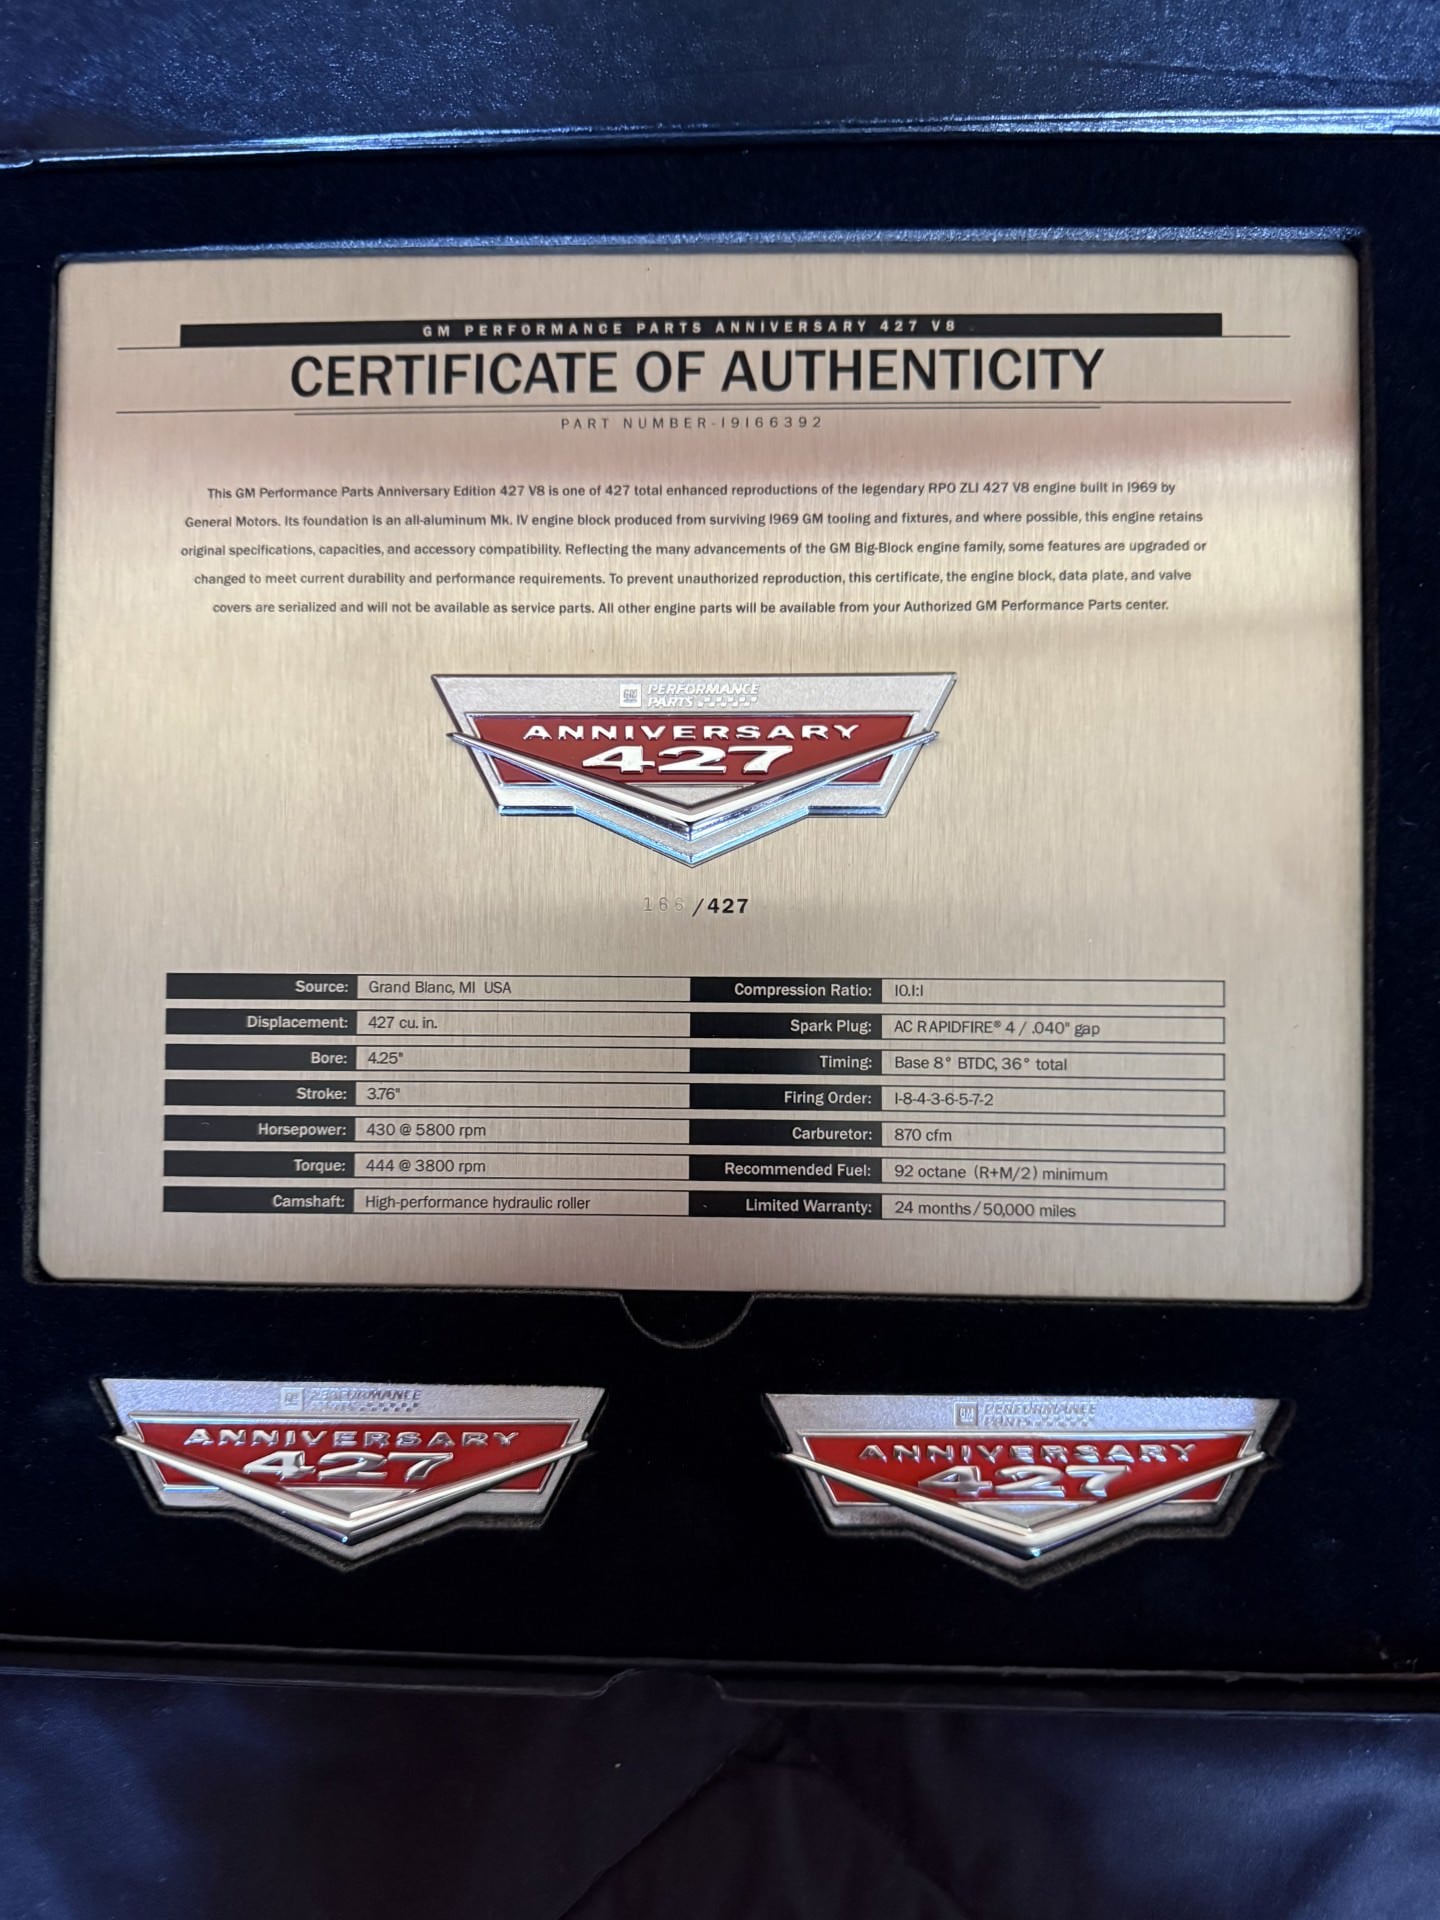 GM PERFORMANCE PARTS ANNIVERSARY 427 V8
CERTIFICATE OF AUTHENTICITY
PART NUMBER-19166392
This GM Performance Parts Anniversary Edition 427 V8 is one of 427 total enhanced reproductions of the legendary RPO ZL1 427 V8 engine built in 1969 by
General Motors. Its foundation is an all-aluminum Mk. IV engine block produced from surviving 1969 GM tooling and fixtures, and where possible, this engine retains
original specifications, capacities, and accessory compatibility. Reflecting the many advancements of the GM Big-Block engine family, some features are upgraded or
changed to meet current durability and performance requirements. To prevent unauthorized reproduction, this certificate, the engine block, data plate, and valve
covers are serialized and will not be available as service parts. All other engine parts will be available from your Authorized GM Performance Parts center.
GM PERFORMANCE
PARTS
ANNIVERSARY
427
166/427
Source: Grand Blanc, MI USA
Displacement: 427 cu. in.
Bore: 4.25"
Stroke: 3.76"
Horsepower: 430 @ 5800 rpm
Torque: 444 @ 3800 rpm
Camshaft: High-performance hydraulic roller
Compression Ratio: 10.1:1
Spark Plug: AC RAPIDFIRE® 4 / .040" gap
Timing: Base 8° BTDC, 36° total
Firing Order: 1-8-4-3-6-5-7-2
Carburetor: 870 cfm
Recommended Fuel: 92 octane (R+M/2) minimum
Limited Warranty: 24 months/50,000 miles
GM PERFORMANCE
PARTS
ANNIVERSARY
427
GM PERFORMANCE
PARTS
ANNIVERSARY
427